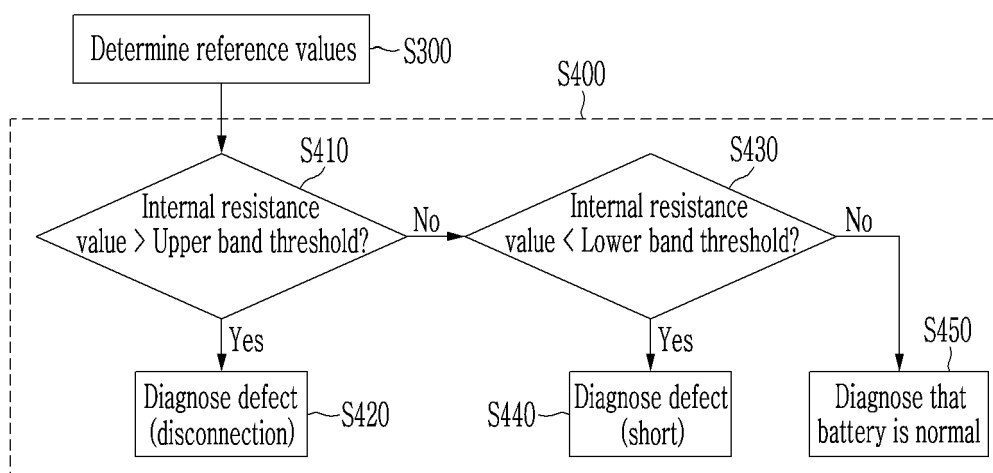 Determine reference values
S300
S400
S410
Internal resistance
value > Upper band threshold?
No
Yes
S430
Internal resistance
value < Lower band threshold?
No
Yes
Diagnose defect
(disconnection)
S420
S440
Diagnose defect
(short)
S450
Diagnose that
battery is normal